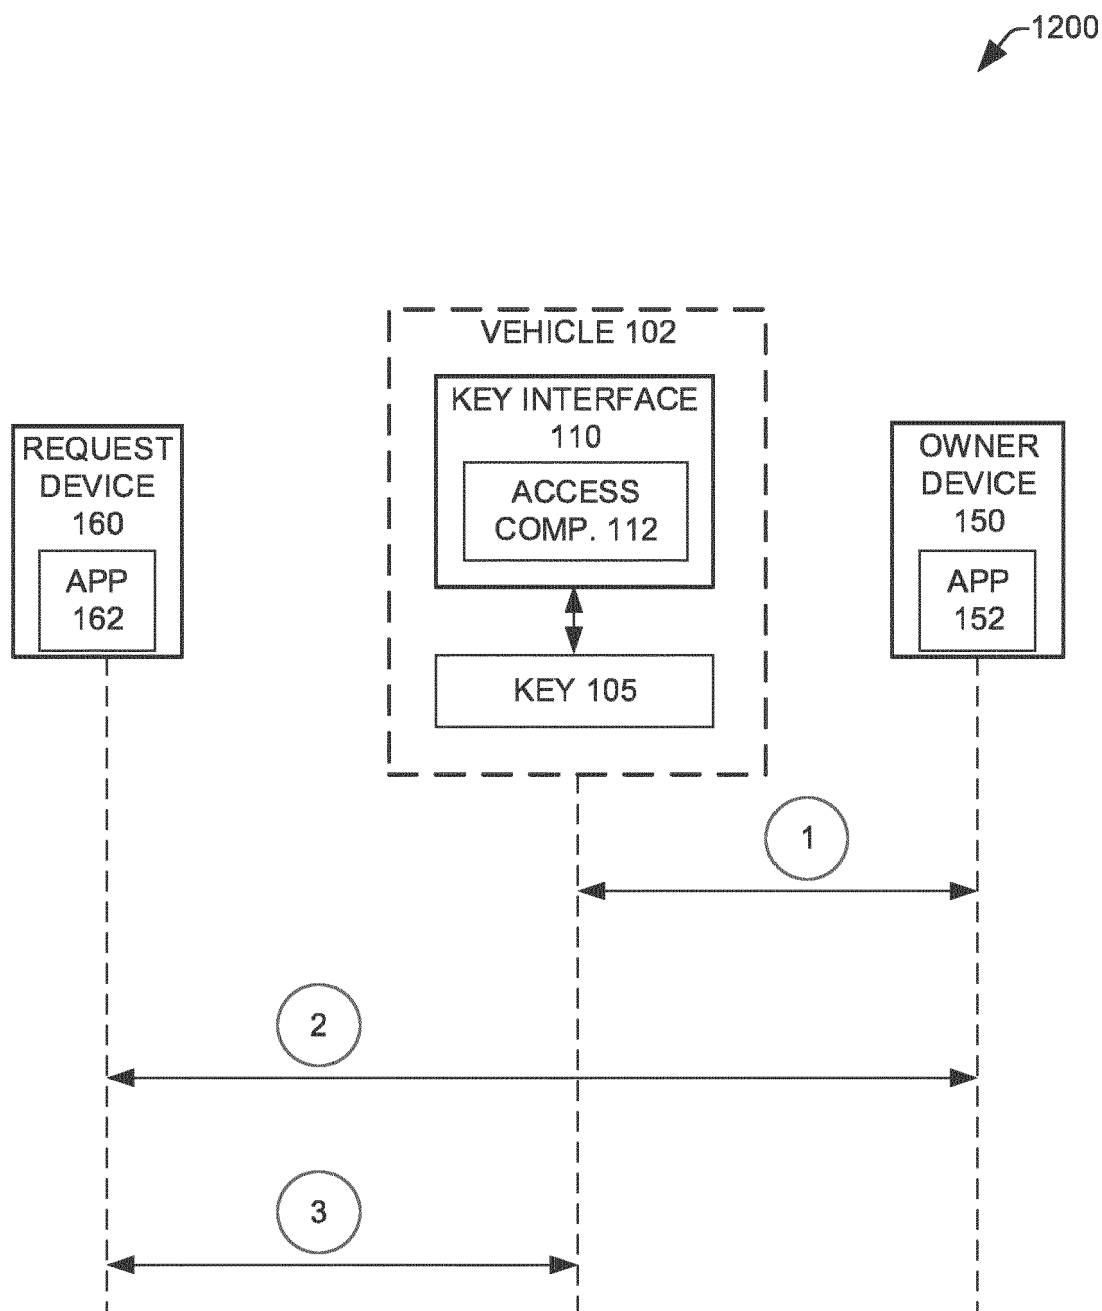 1200
VEHICLE 102
KEY INTERFACE
110
ACCESS
COMP. 112
KEY 105
REQUEST
DEVICE
160
APP
162
OWNER
DEVICE
150
APP
152
1
2
3